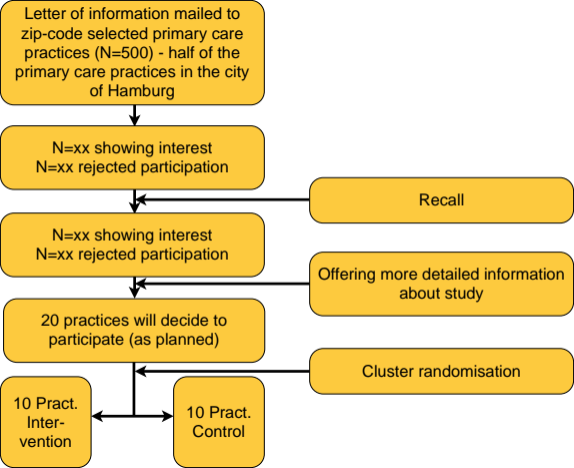 Letter of information mailed to
zip-code selected primary care
practices (N=500) - half of the
primary care practices in the city
of Hamburg
N=xx showing interest
N=xx rejected participation
Recall
N=xx showing interest
N=xx rejected participation
Offering more detailed information
about study
20 practices will decide to
participate (as planned)
Cluster randomisation
10 Pract.
Inter-
vention
10 Pract.
Control